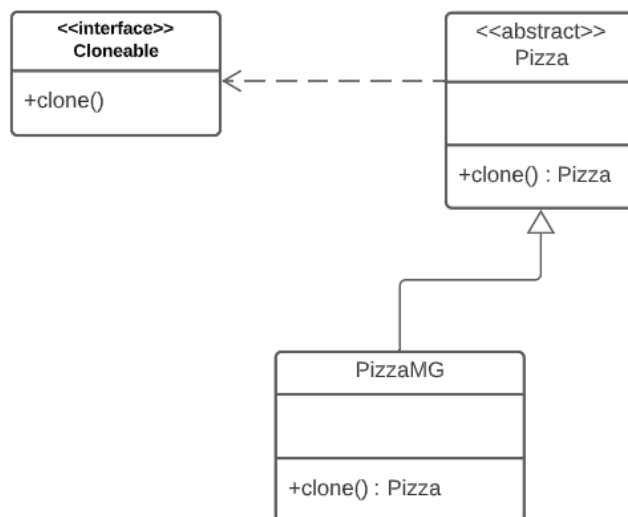 <<interface>>
Cloneable
+clone()
<<abstract>>
Pizza
+clone() : Pizza
PizzaMG
+clone() : Pizza